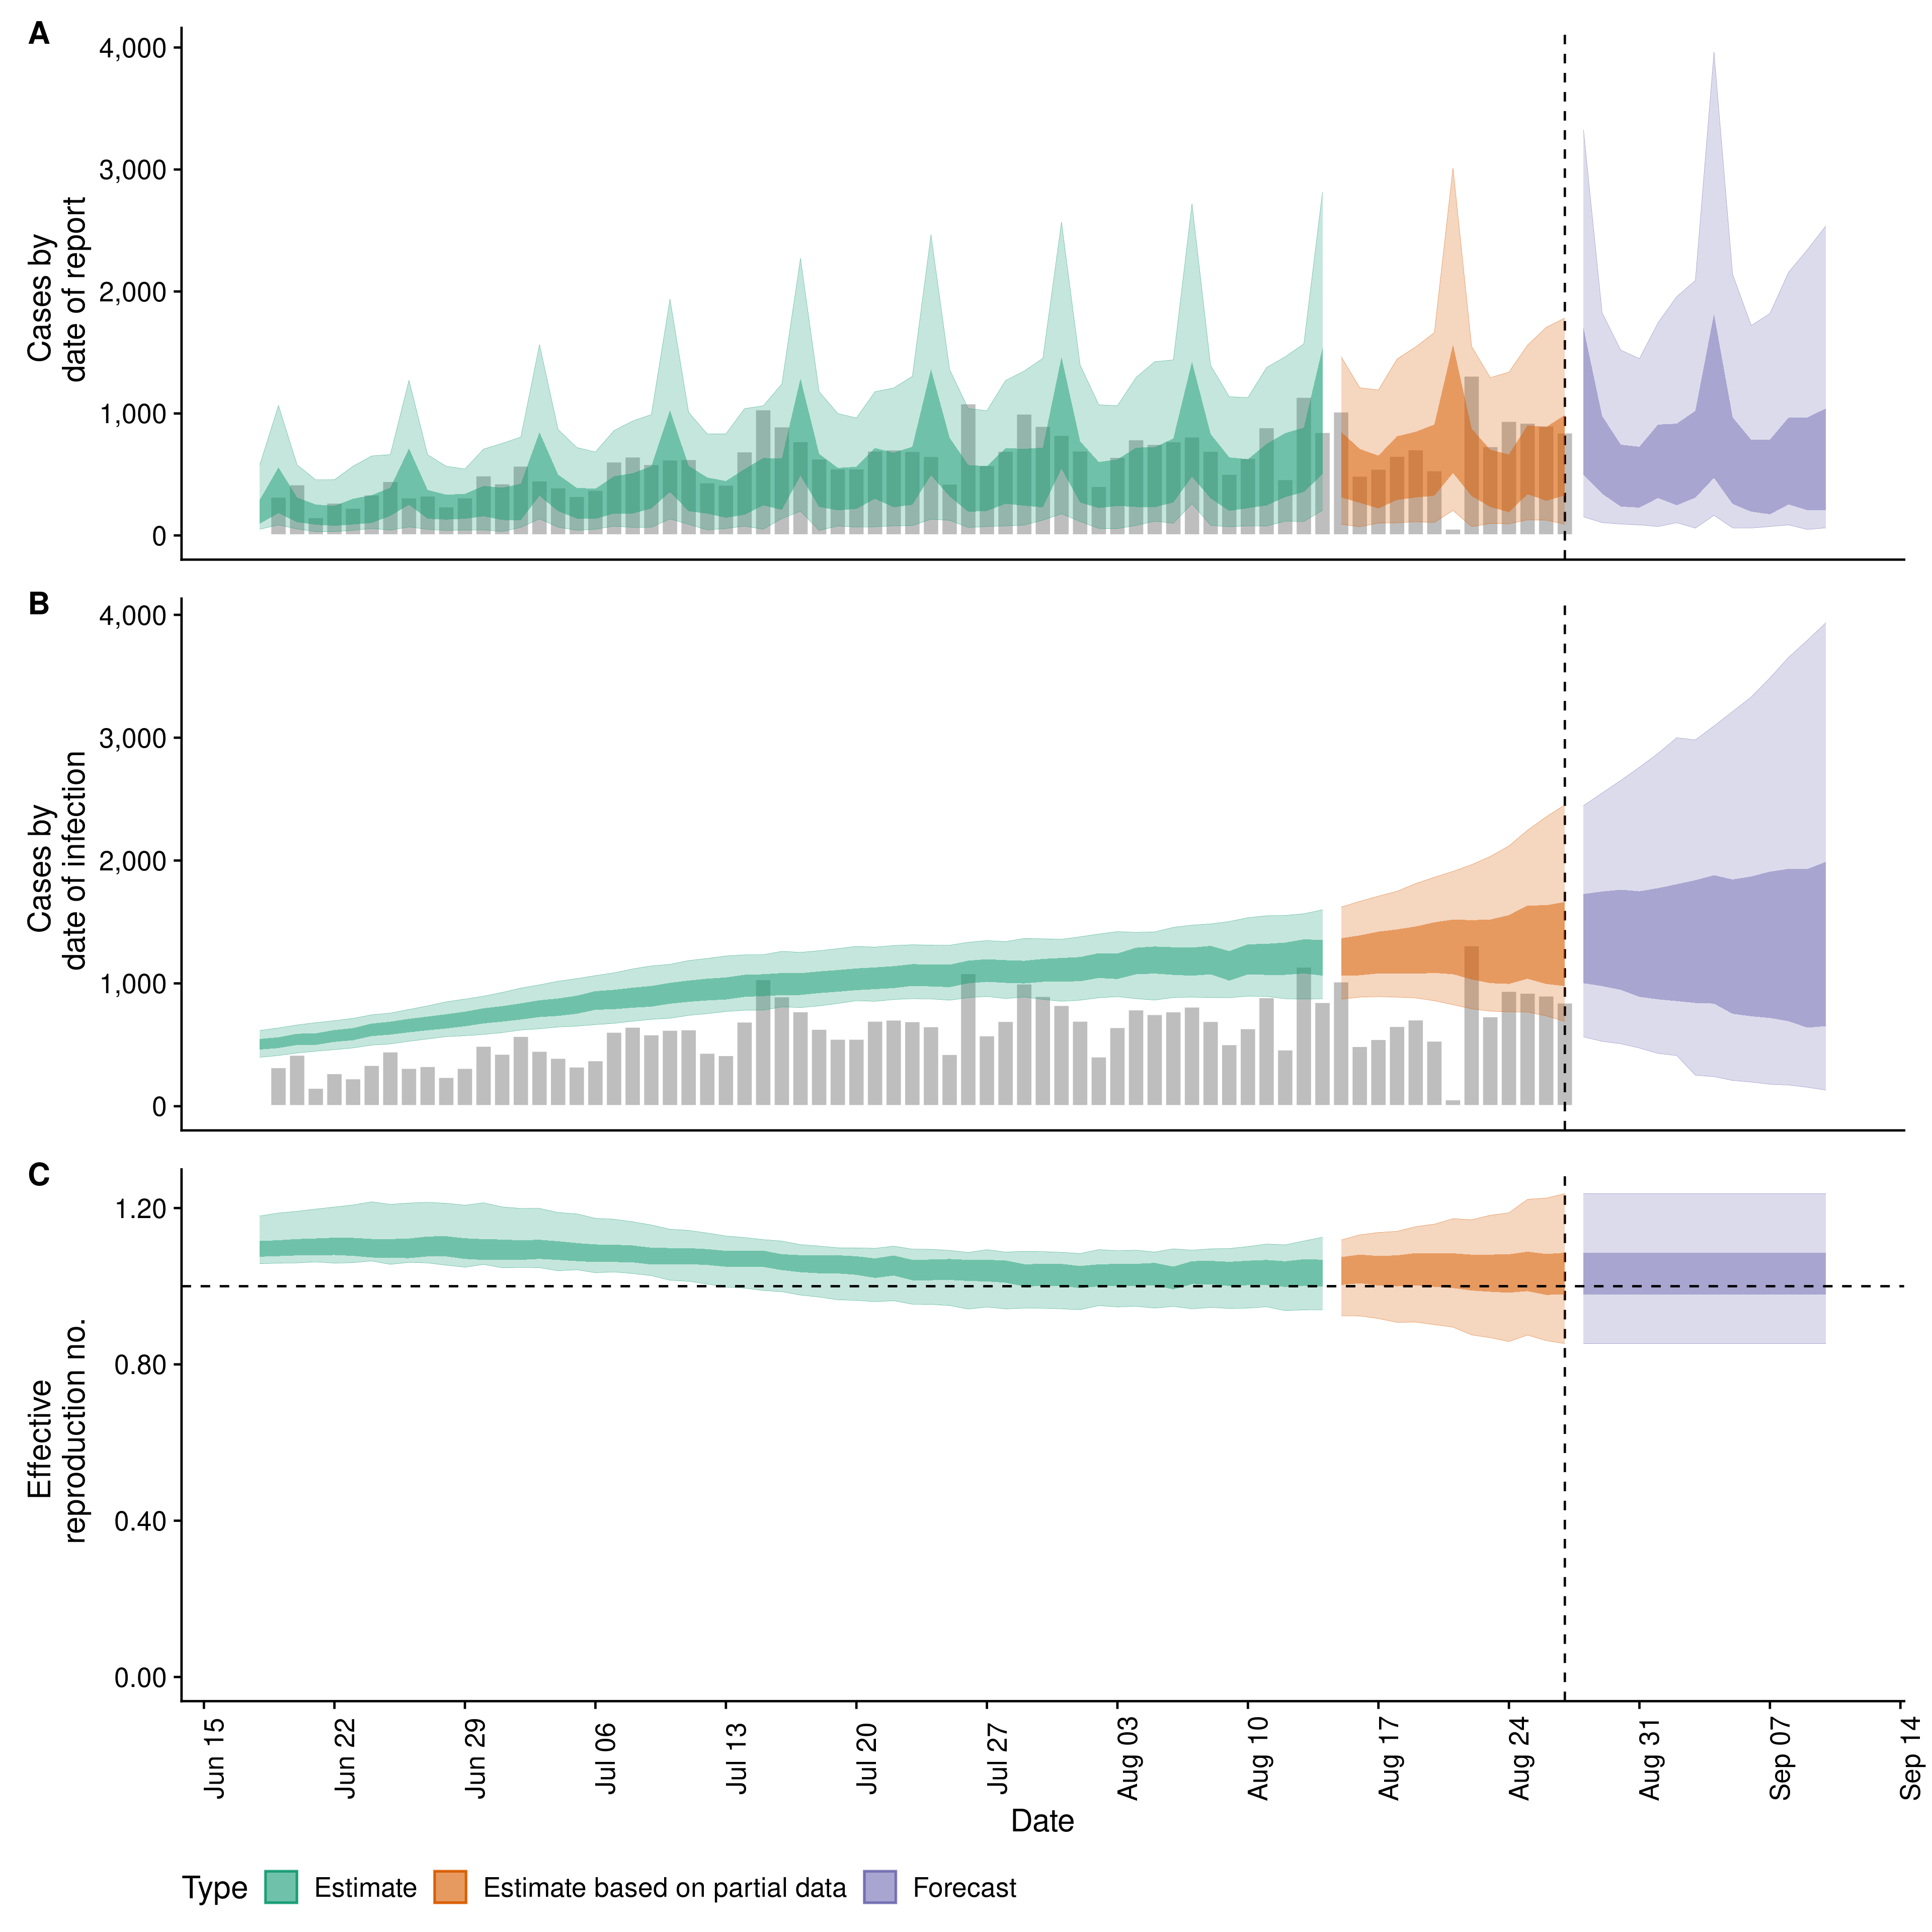 A
4,000
3,000
2,000
1,000
0
Cases by
date of report
B
4,000
3,000
2,000
1,000
0
Cases by
date of infection
C
1.20
0.80
0.40
0.00
Effective
reproduction no.
Jun 15
Jun 22
Jun 29
Jul 06
Jul 13
Jul 20
Jul 27
Aug 03
Aug 10
Aug 17
Aug 24
Aug 31
Sep 07
Sep 14
Date
Type Estimate Estimate based on partial data Forecast